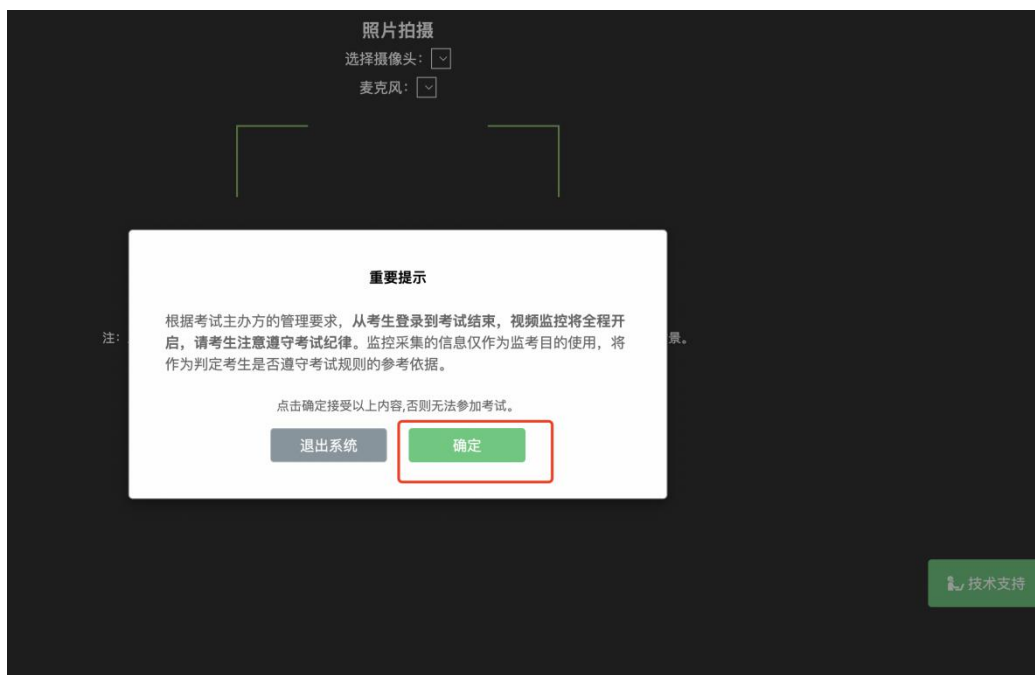 照片拍摄
选择摄像头：
麦克风：
重要提示
根据考试主办方的管理要求，从考生登录到考试结束，视频监控将全程开
启，请考生注意遵守考试纪律。监控采集的信息仅作为监考目的使用，将
作为判定考生是否遵守考试规则的参考依据。
注：
景。
点击确定接受以上内容,否则无法参加考试。
退出系统
确定
技术支持